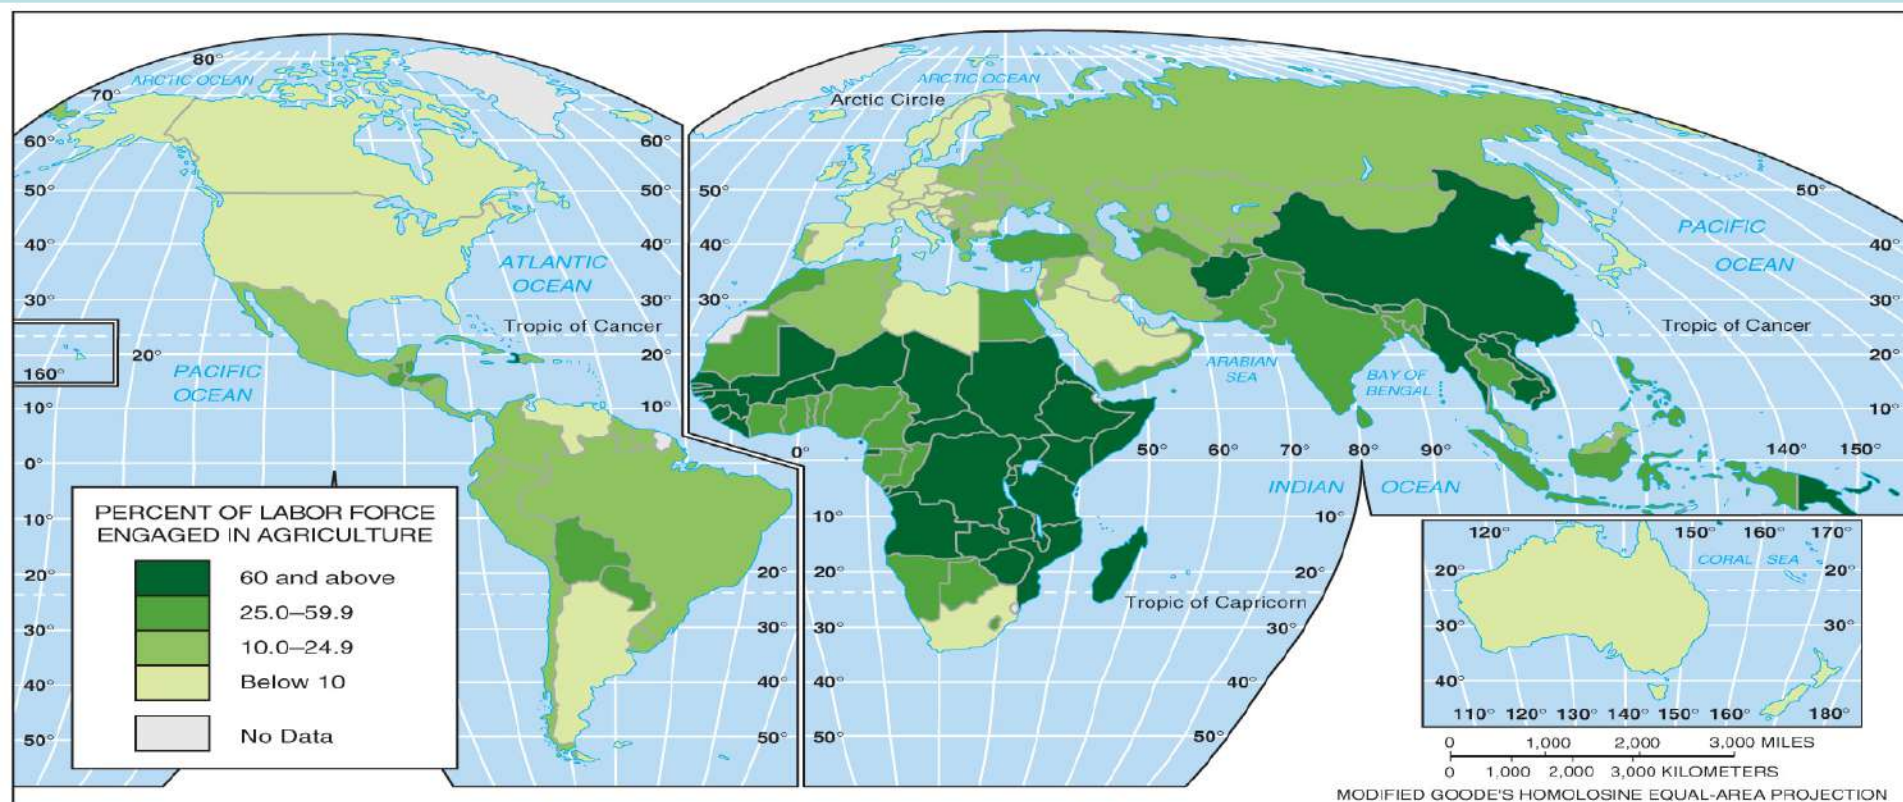 80°
ARCTIC OCEAN
70°
60°
60°
50°
50°
40°
40°
ATLANTIC
OCEAN
30°
30°
Tropic of Cancer
20°
20°
160°
PACIFIC
OCEAN
10°
10°
0°
10°
20°
20°
30°
30°
40°
40°
50°
50°
PERCENT OF LABOR FORCE
ENGAGED IN AGRICULTURE
60 and above
25.0–59.9
10.0–24.9
Below 10
No Data
ARCTIC OCEAN
Arctic Circle
50°
50°
PACIFIC
OCEAN
40°
40°
30°
30°
Tropic of Cancer
20°
ARABIAN
SEA
BAY OF
BENGAL
10°
0°
50°
60°
70°
80°
90°
140°
150°
INDIAN
OCEAN
10°
10°
20°
20°
Tropic of Capricorn
30°
30°
40°
40°
50°
50°
120°
150°
160°
170°
CORAL SEA
20°
20°
30°
30°
40°
110°
120°
130°
140°
150°
160°
180°
0 1,000 2,000 3,000 MILES
0 1,000 2,000 3,000 KILOMETERS
MODIFIED GOODE'S HOMOLOSINE EQUAL-AREA PROJECTION